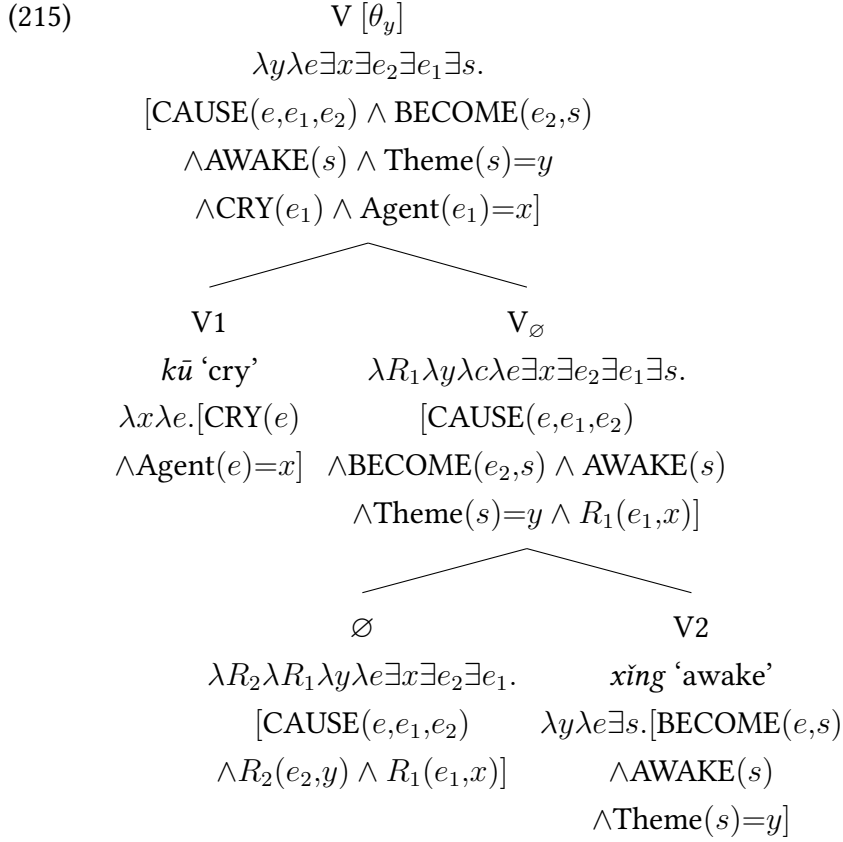 (215) V [θ_y]
λyλe∃x∃e₂∃e₁∃s.
[CAUSE(e,e₁,e₂) ∧ BECOME(e₂,s)
∧AWAKE(s) ∧ Theme(s)=y
∧CRY(e₁) ∧ Agent(e₁)=x]
V1 V_∅
kū ‘cry’ λR₁λyλcλe∃x∃e₂∃e₁∃s.
λxλe.[CRY(e) [CAUSE(e,e₁,e₂)
∧Agent(e)=x] ∧BECOME(e₂,s) ∧ AWAKE(s)
∧Theme(s)=y ∧ R₁(e₁,x)]
∅ V2
λR₂λR₁λyλe∃x∃e₂∃e₁. xǐng ‘awake’
[CAUSE(e,e₁,e₂) λyλe∃s.[BECOME(e,s)
∧R₂(e₂,y) ∧ R₁(e₁,x)] ∧AWAKE(s)
∧Theme(s)=y]